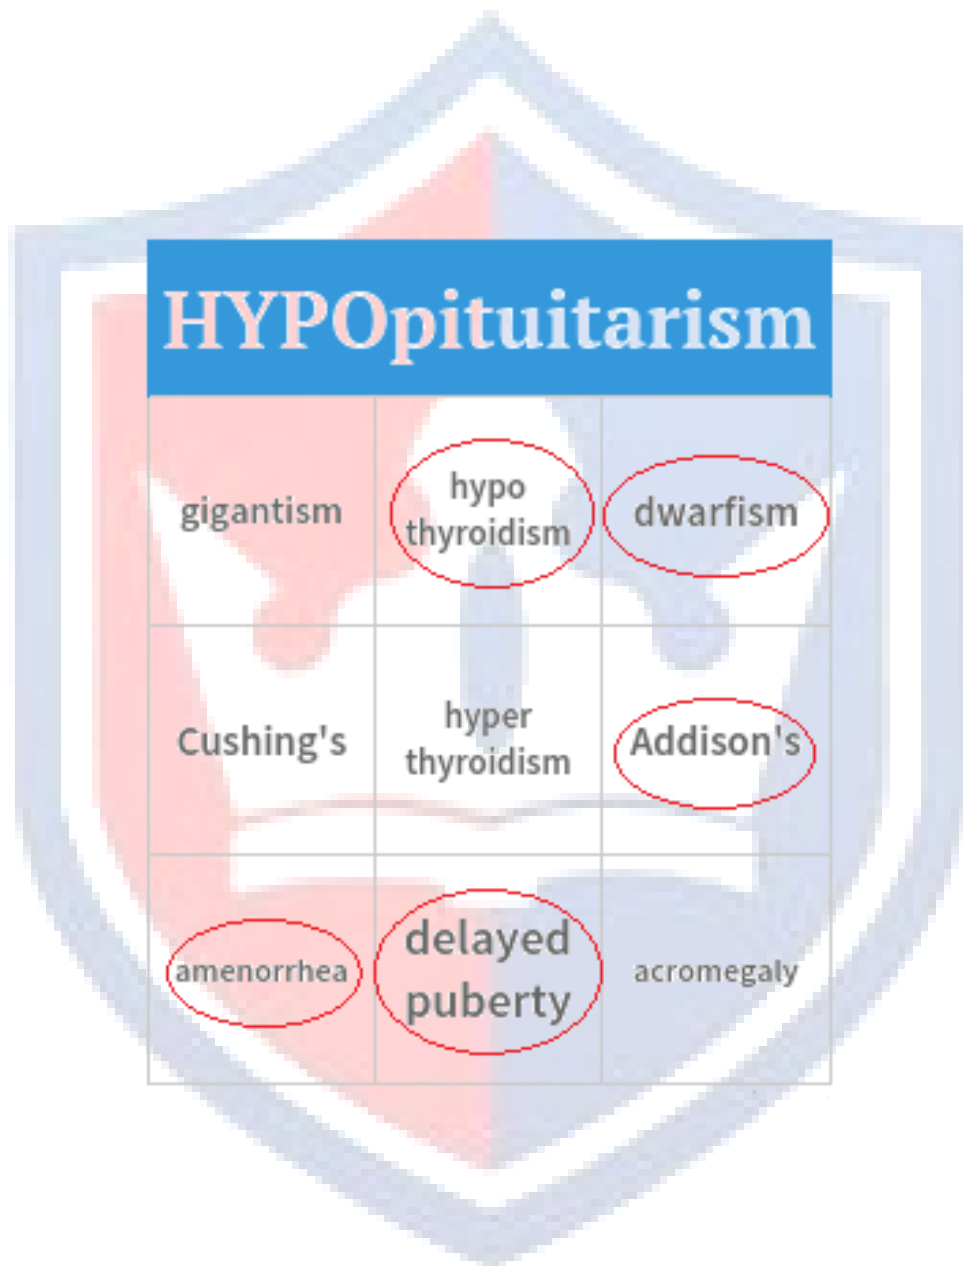 HYPOpituitarism
gigantism
hypo
thyroidism
dwarfism
Cushing's
hyper
thyroidism
Addison's
amenorrhea
delayed
puberty
acromegaly